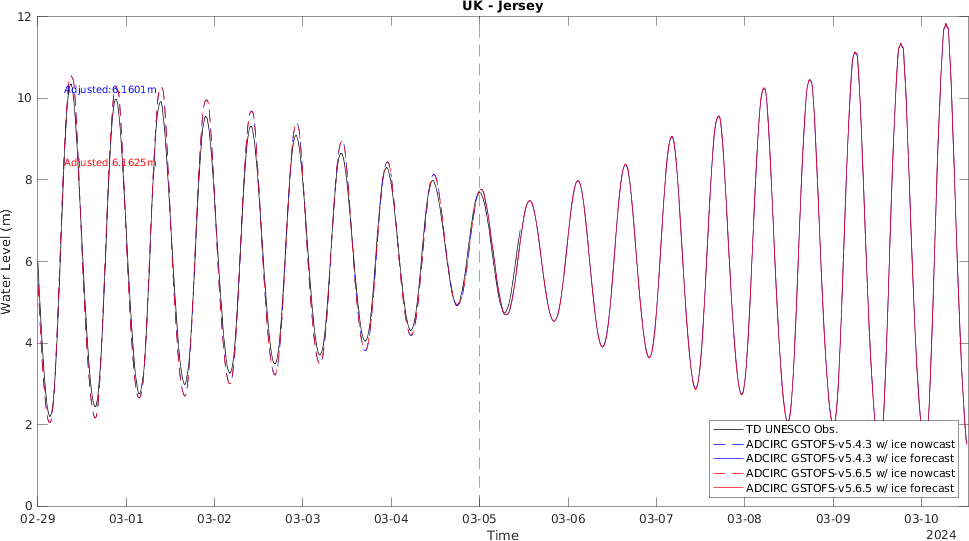 UK - Jersey
12
10
8
6
4
2
0
Water Level (m)
Adjusted:6.1601m
Adjusted:6.1625m
02-29 03-01 03-02 03-03 03-04 03-05 03-06 03-07 03-08 03-09 03-10
2024
Time
TD UNESCO Obs.
ADCIRC GSTOFS-v5.4.3 w/ ice nowcast
ADCIRC GSTOFS-v5.4.3 w/ ice forecast
ADCIRC GSTOFS-v5.6.5 w/ ice nowcast
ADCIRC GSTOFS-v5.6.5 w/ ice forecast